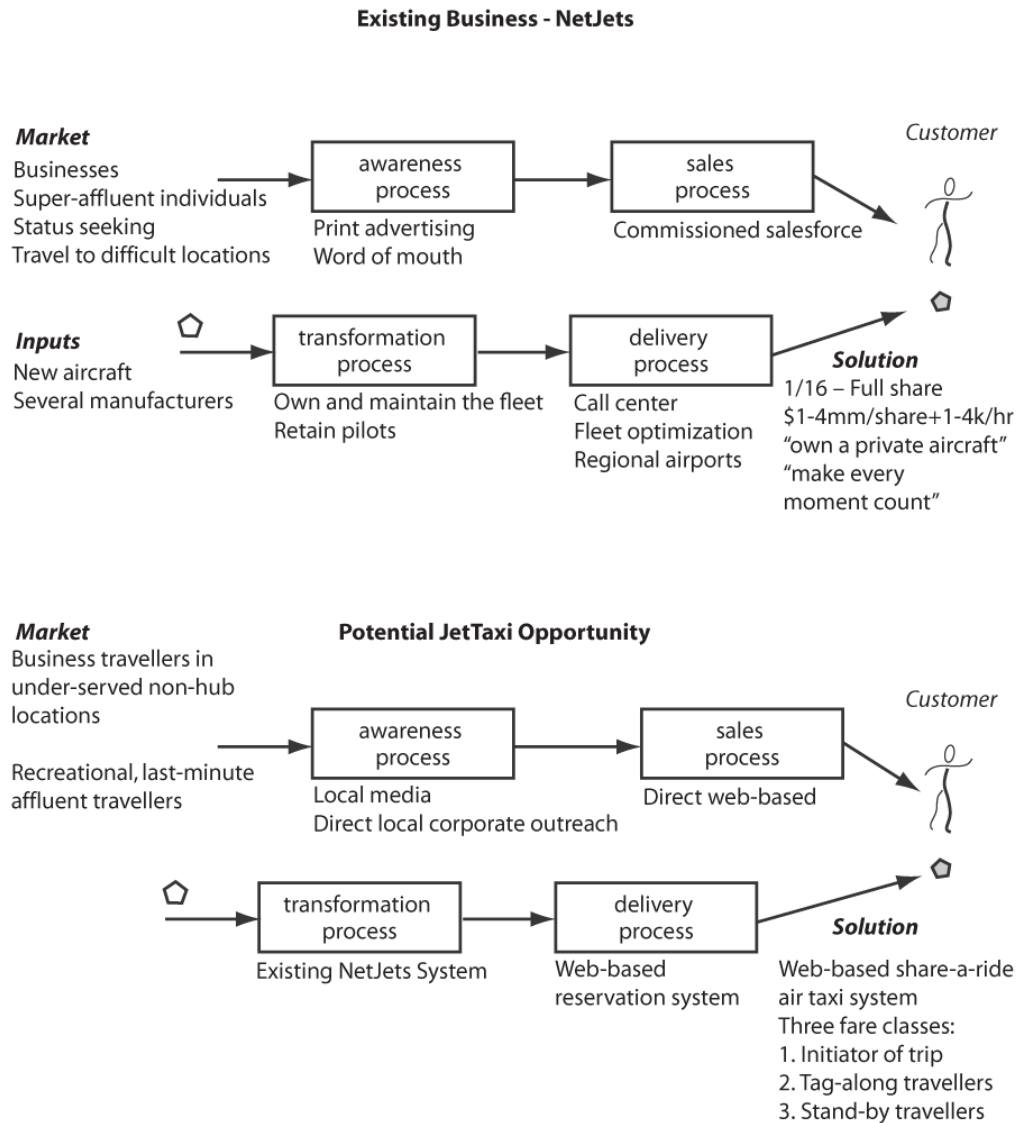 Existing Business - NetJets
Market
Businesses
Super-affluent individuals
Status seeking
Travel to difficult locations
awareness
process
Print advertising
Word of mouth
sales
process
Commissioned salesforce
Customer
Inputs
New aircraft
Several manufacturers
transformation
process
Own and maintain the fleet
Retain pilots
delivery
process
Call center
Fleet optimization
Regional airports
Solution
1/16 – Full share
$1-4mm/share+1-4k/hr
“own a private aircraft”
“make every
moment count”
Potential JetTaxi Opportunity
Market
Business travellers in
under-served non-hub
locations
Recreational, last-minute
affluent travellers
awareness
process
Local media
Direct local corporate outreach
sales
process
Direct web-based
Customer
transformation
process
Existing NetJets System
delivery
process
Web-based
reservation system
Solution
Web-based share-a-ride
air taxi system
Three fare classes:
1. Initiator of trip
2. Tag-along travellers
3. Stand-by travellers